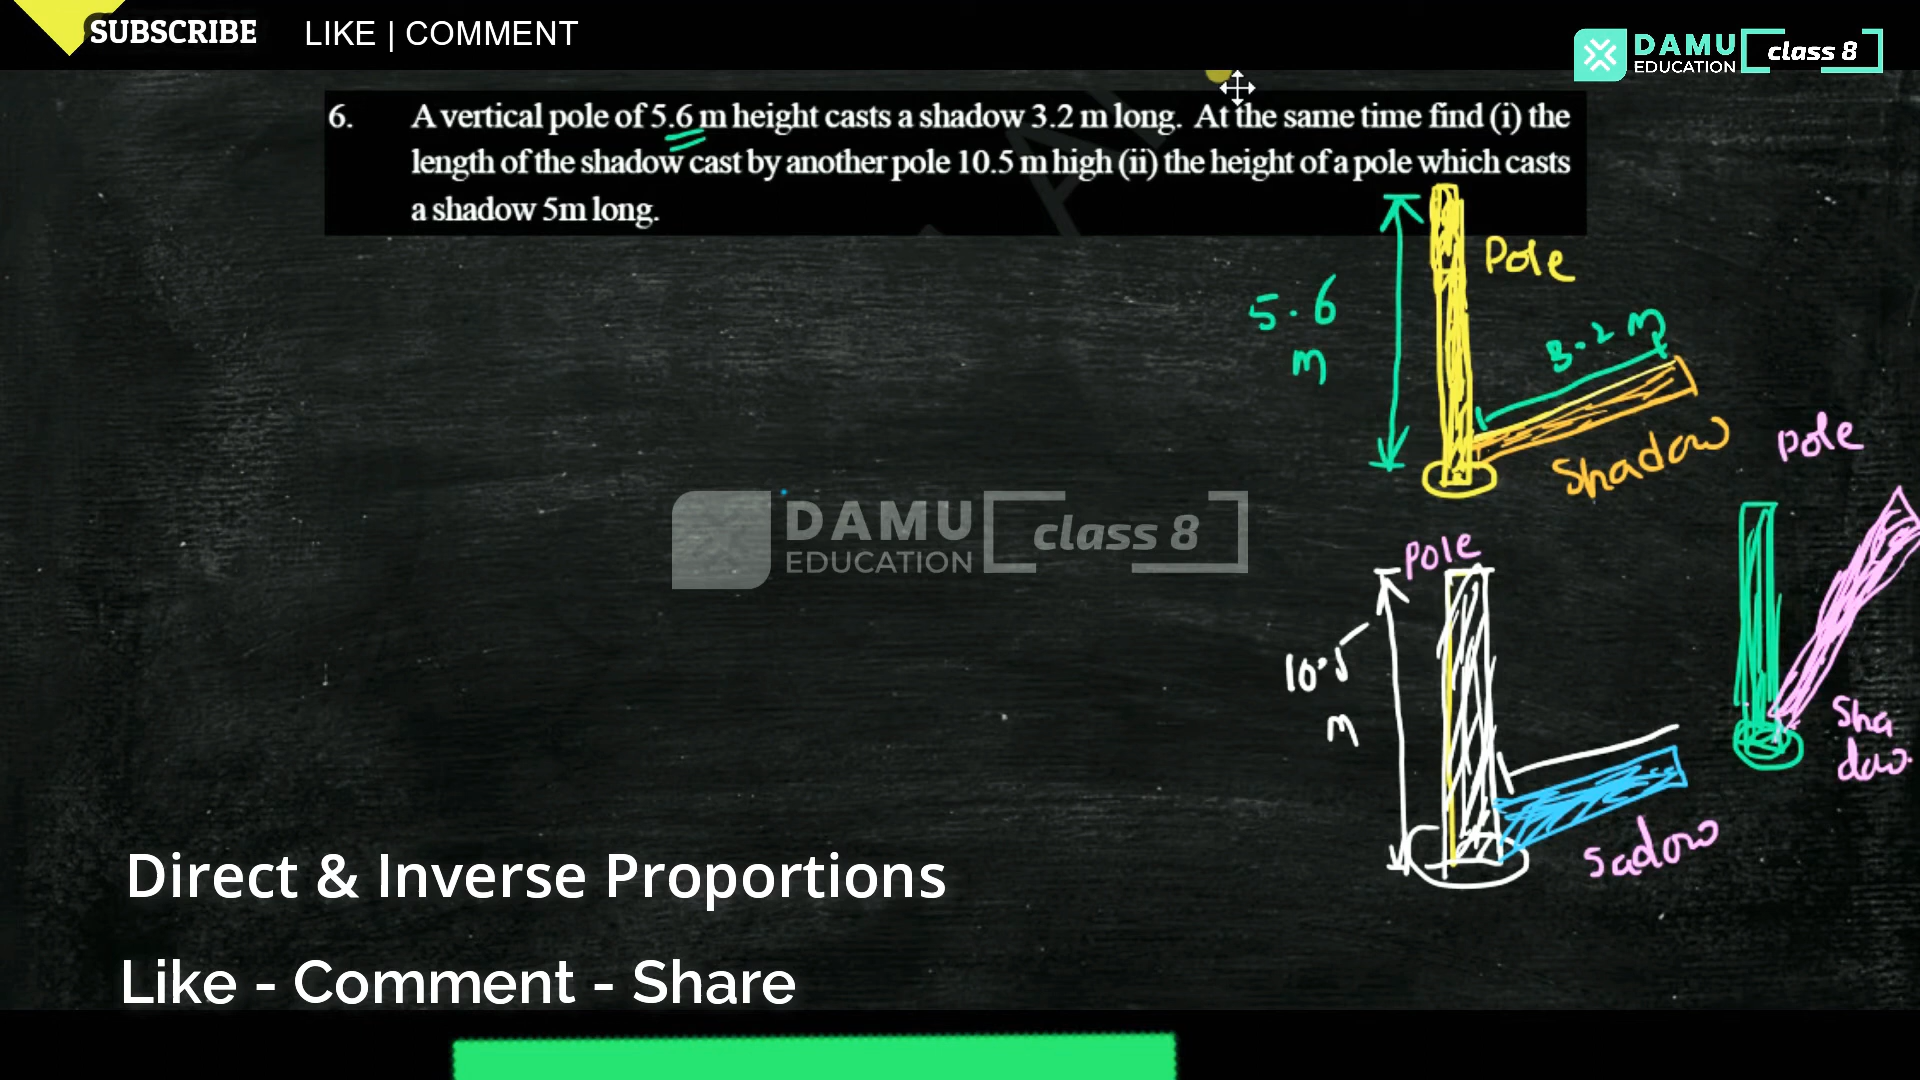 SUBSCRIBE
LIKE | COMMENT
DAMU
EDUCATION
class 8
6. A vertical pole of 5.6 m height casts a shadow 3.2 m long. At the same time find (i) the
length of the shadow cast by another pole 10.5 m high (ii) the height of a pole which casts
a shadow 5m long.
Pole
5.6
m
3.2 m
Shadow
Pole
DAMU
EDUCATION
class 8
Pole
10.5
m
Sha
dow
Sadow
Direct & Inverse Proportions
Like - Comment - Share